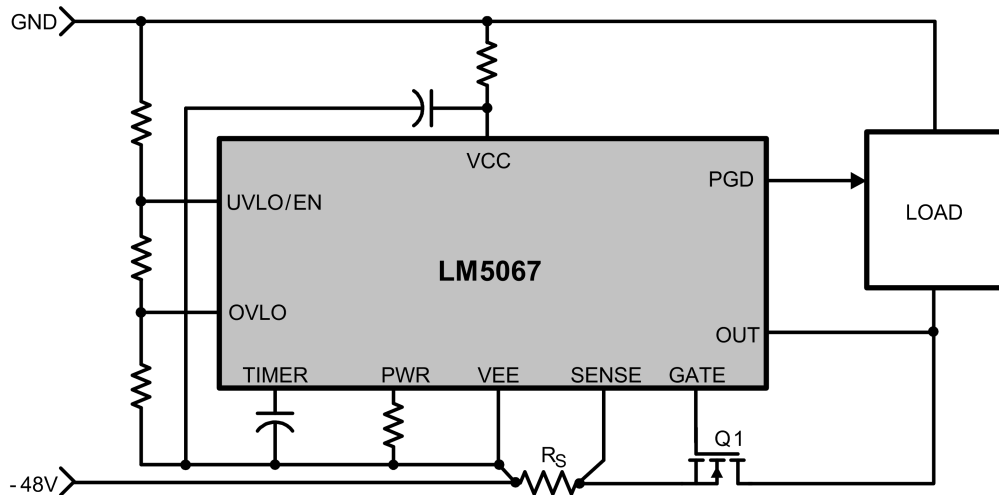 GND
VCC
PGD
UVLO/EN
LOAD
LM5067
OVLO
OUT
TIMER PWR VEE SENSE GATE
Q1
RS
-48V